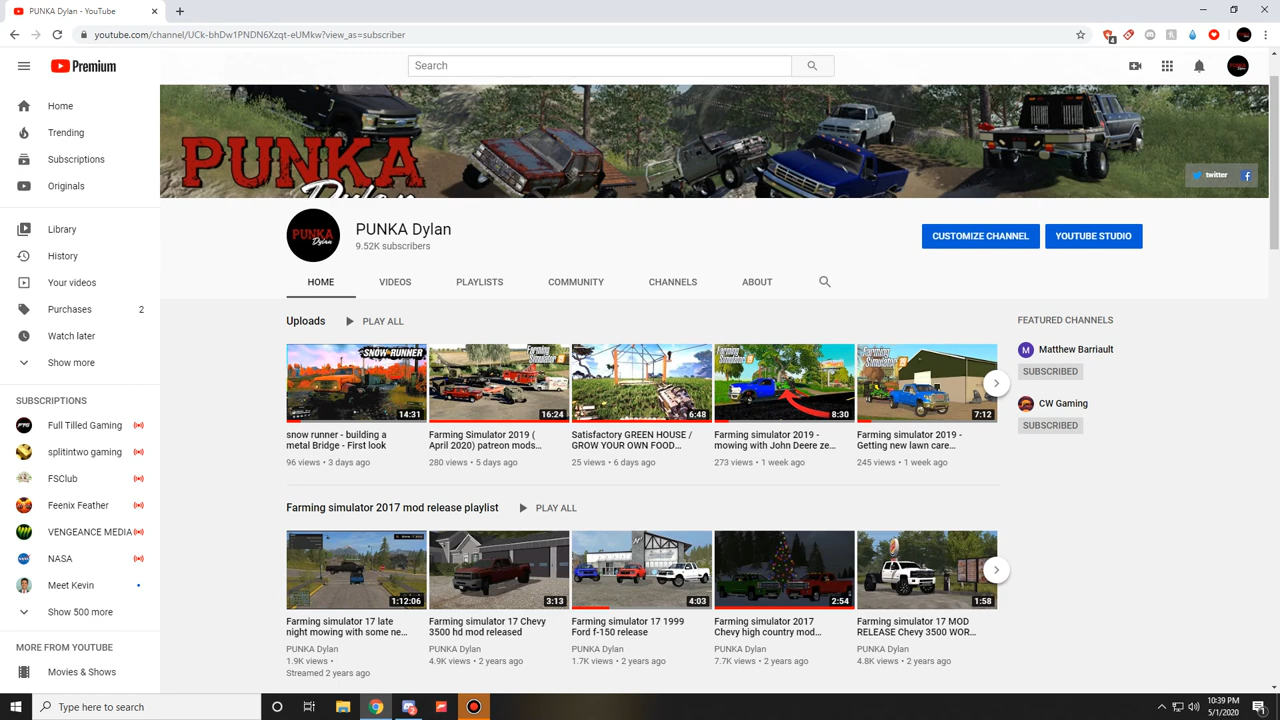 PUNKA Dylan - YouTube
youtube.com/channel/UCk-bhDw1PNDN6Xzqt-eUMkw?view_as=subscriber
4
Premium
Search
Home
Trending
Subscriptions
Originals
Library
History
Your videos
Purchases 2
Watch later
Show more
SUBSCRIPTIONS
Full Tilled Gaming
splitintwo gaming
FSClub
Feenix Feather
VENGEANCE MEDIA
NASA
Meet Kevin
Show 500 more
MORE FROM YOUTUBE
Movies & Shows
PUNKA
Dylan
twitter
PUNKA Dylan
9.52K subscribers
CUSTOMIZE CHANNEL
YOUTUBE STUDIO
HOME VIDEOS PLAYLISTS COMMUNITY CHANNELS ABOUT
Uploads PLAY ALL
SNOWRUNNER
14:31
snow runner - building a
metal Bridge - First look
96 views • 3 days ago
16:24
Farming Simulator 2019 (
April 2020) patreon mods...
280 views • 5 days ago
6:48
Satisfactory GREEN HOUSE /
GROW YOUR OWN FOOD...
25 views • 6 days ago
8:30
Farming simulator 2019 -
mowing with John Deere ze...
273 views • 1 week ago
7:12
Farming simulator 2019 -
Getting new lawn care...
245 views • 1 week ago
Farming simulator 2017 mod release playlist PLAY ALL
1:12:06
Farming simulator 17 late
night mowing with some ne...
PUNKA Dylan
1.9K views •
Streamed 2 years ago
3:13
Farming simulator 17 Chevy
3500 hd mod released
PUNKA Dylan
4.9K views • 2 years ago
4:03
Farming simulator 17 1999
Ford f-150 release
PUNKA Dylan
1.7K views • 2 years ago
2:54
Farming simulator 2017
Chevy high country mod...
PUNKA Dylan
7.7K views • 2 years ago
1:58
Farming simulator 17 MOD
RELEASE Chevy 3500 WOR...
PUNKA Dylan
4.8K views • 2 years ago
FEATURED CHANNELS
M Matthew Barriault
SUBSCRIBED
CW Gaming
SUBSCRIBED
Type here to search
10:39 PM
5/1/2020